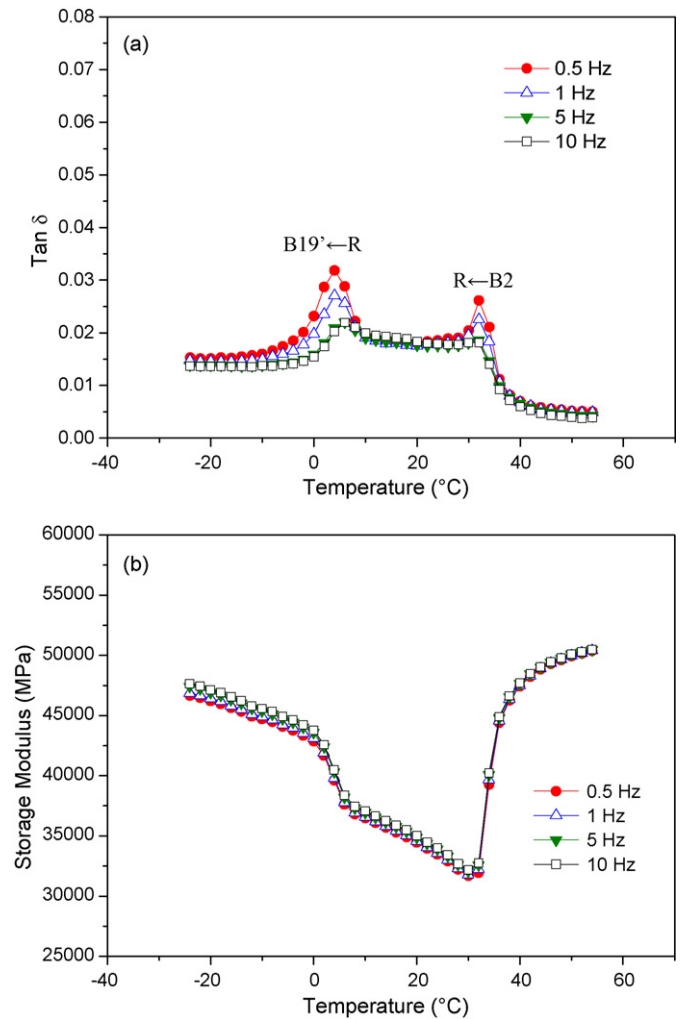 (a)
0.08
0.07
0.06
0.05
0.04
0.03
0.02
0.01
0.00
Tan δ
0.5 Hz
1 Hz
5 Hz
10 Hz
B19’←R
R←B2
-40 -20 0 20 40 60
Temperature (°C)
(b)
60000
55000
50000
45000
40000
35000
30000
25000
Storage Modulus (MPa)
0.5 Hz
1 Hz
5 Hz
10 Hz
-40 -20 0 20 40 60
Temperature (°C)